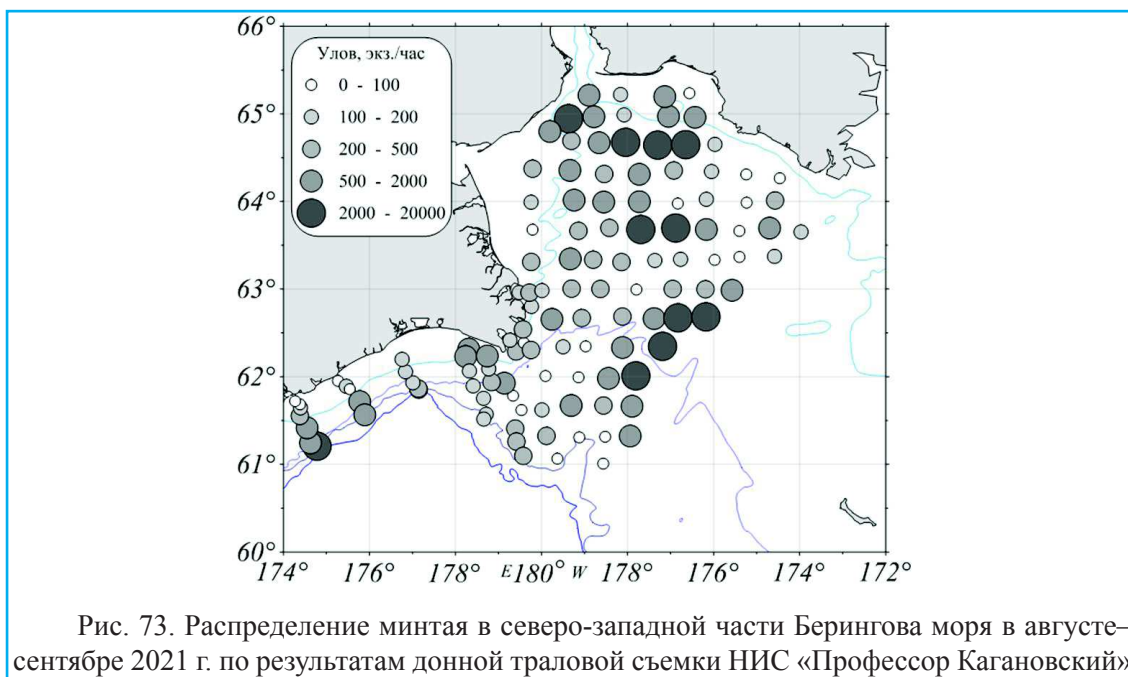 66°
Улов, экз./час
0 - 100
100 - 200
200 - 500
500 - 2000
2000 - 20000
65°
64°
63°
62°
61°
60°
174° 176° 178° E 180° W 178° 176° 174° 172°
Рис. 73. Распределение минтая в северо-западной части Берингова моря в августе–
сентябре 2021 г. по результатам донной траловой съемки НИС «Профессор Кагановский»